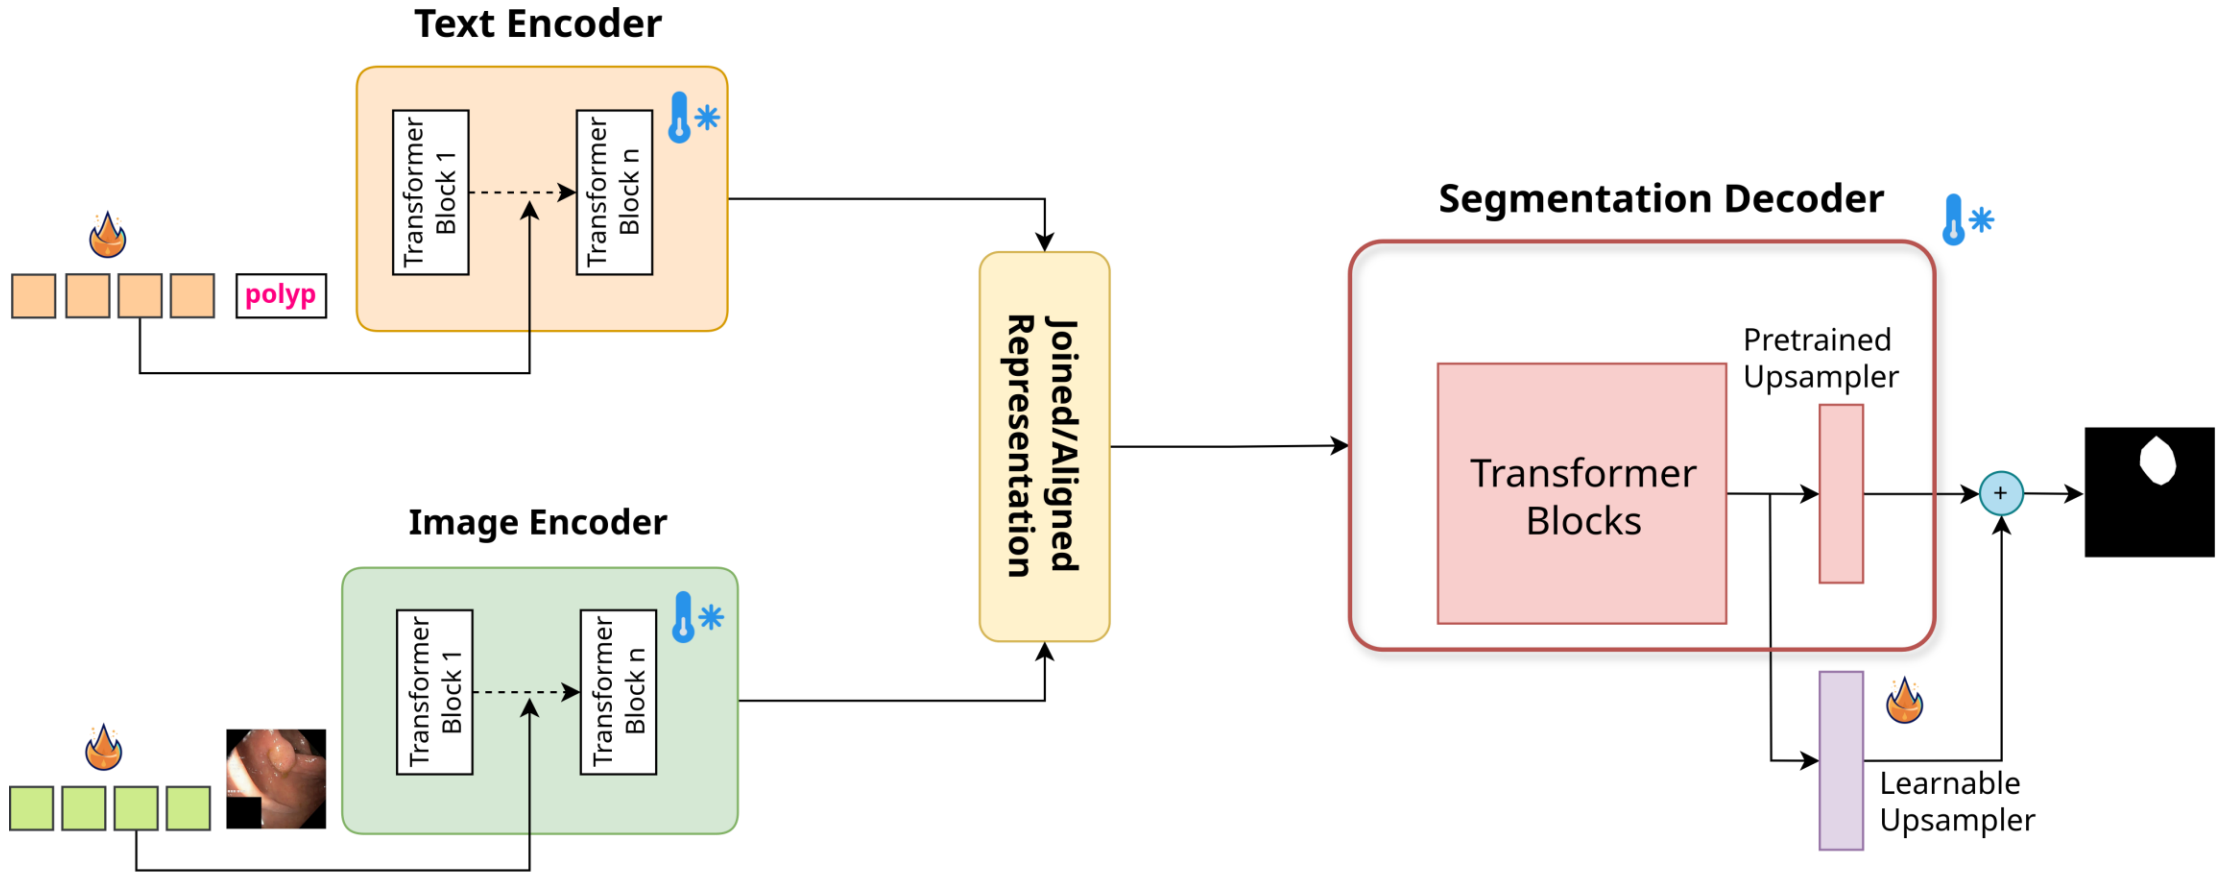 Text Encoder
Transformer
Block 1
Transformer
Block n
polyp
Image Encoder
Transformer
Block 1
Transformer
Block n
Joined/Aligned
Representation
Segmentation Decoder
Transformer
Blocks
Pretrained
Upsampler
+
Learnable
Upsampler